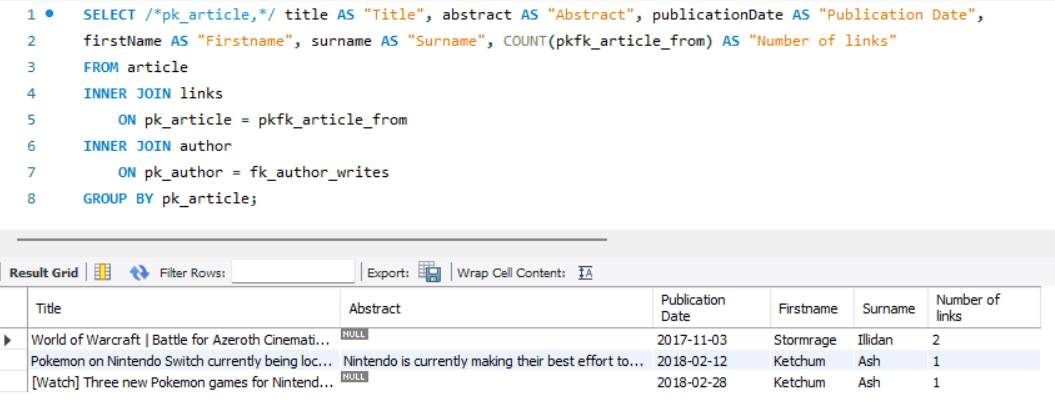 1 SELECT /*pk_article,*/ title AS "Title", abstract AS "Abstract", publicationDate AS "Publication Date",
2 firstName AS "Firstname", surname AS "Surname", COUNT(pkfk_article_from) AS "Number of links"
3 FROM article
4 INNER JOIN links
5 ON pk_article = pkfk_article_from
6 INNER JOIN author
7 ON pk_author = fk_author_writes
8 GROUP BY pk_article;
Result Grid Filter Rows: Export: Wrap Cell Content: IA
Title Abstract Publication Date Firstname Surname Number of links
World of Warcraft | Battle for Azeroth Cinemati... NULL 2017-11-03 Stormrage Illidan 2
Pokemon on Nintendo Switch currently being loc... Nintendo is currently making their best effort to... 2018-02-12 Ketchum Ash 1
[Watch] Three new Pokemon games for Nintend... NULL 2018-02-28 Ketchum Ash 1